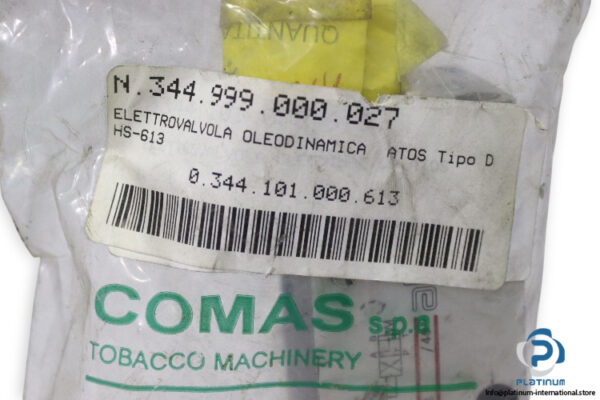 QUANTITA
N.344.999.000.027
ELETTROVALVOLA OLEODINAMICA ATOS Tipo D
HS-613
0.344.101.000.613
COMAS s.p.a
TOBACCO MACHINERY
PLATINUM
info@platinum-international.store